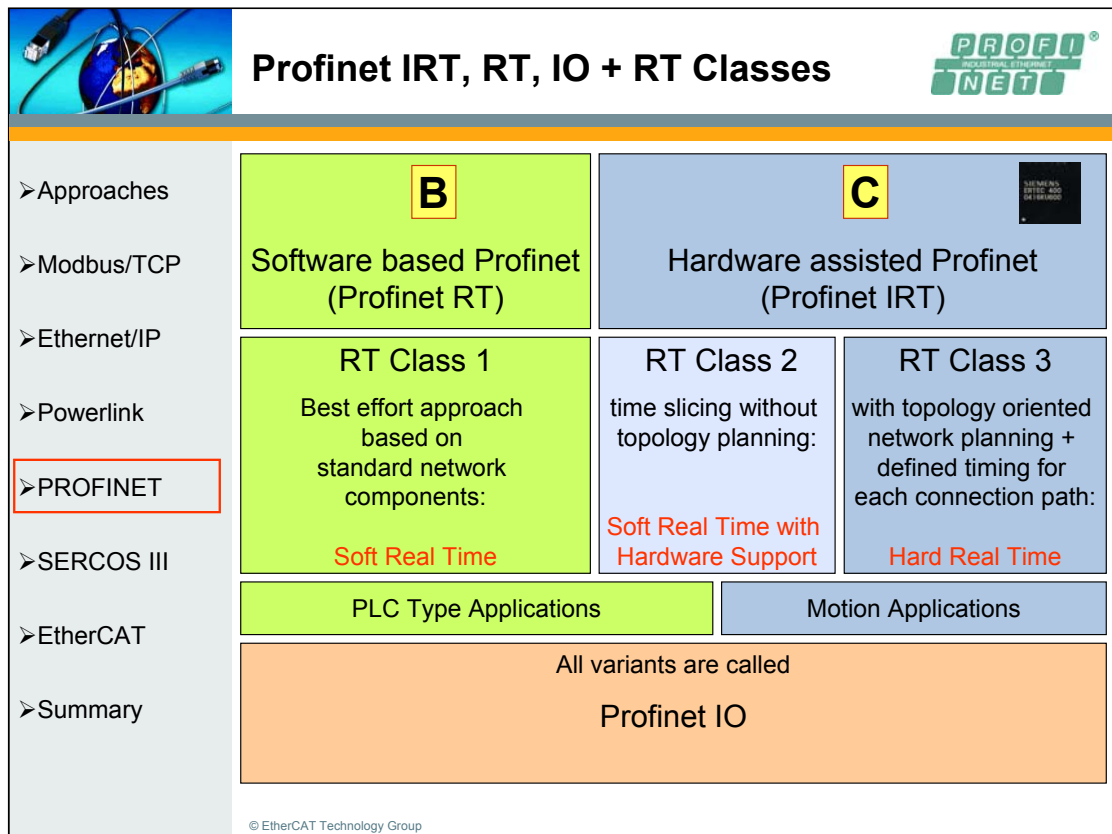 Profinet IRT, RT, IO + RT Classes
PROFI
INDUSTRIAL ETHERNET
NET
®
➢Approaches
➢Modbus/TCP
➢Ethernet/IP
➢Powerlink
➢PROFINET
➢SERCOS III
➢EtherCAT
➢Summary
B
Software based Profinet
(Profinet RT)
C
SIEMENS
ERTEC 400
Hardware assisted Profinet
(Profinet IRT)
RT Class 1
Best effort approach
based on
standard network
components:
Soft Real Time
RT Class 2
time slicing without
topology planning:
Soft Real Time with
Hardware Support
RT Class 3
with topology oriented
network planning +
defined timing for
each connection path:
Hard Real Time
PLC Type Applications
Motion Applications
All variants are called
Profinet IO
© EtherCAT Technology Group